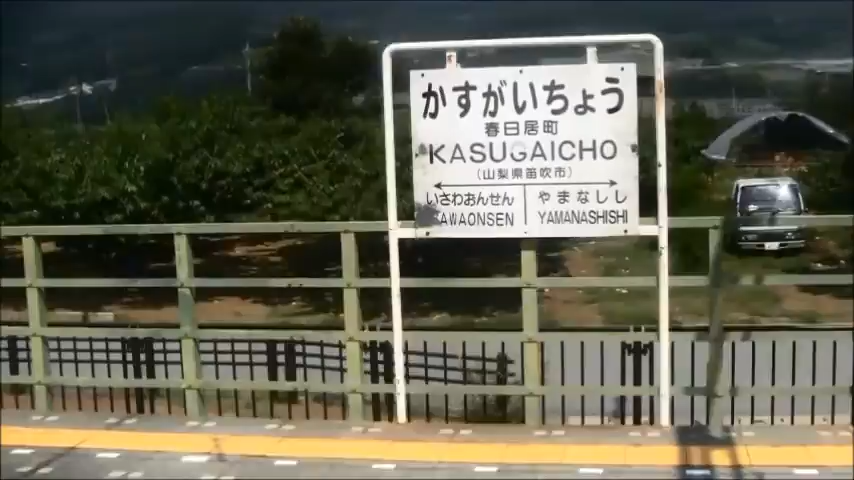 かすがいちょう
春日居町
KASUGAICHO
(山梨県笛吹市)
いさわおんせん やまなしし
SAWAONSEN YAMANASHISHI